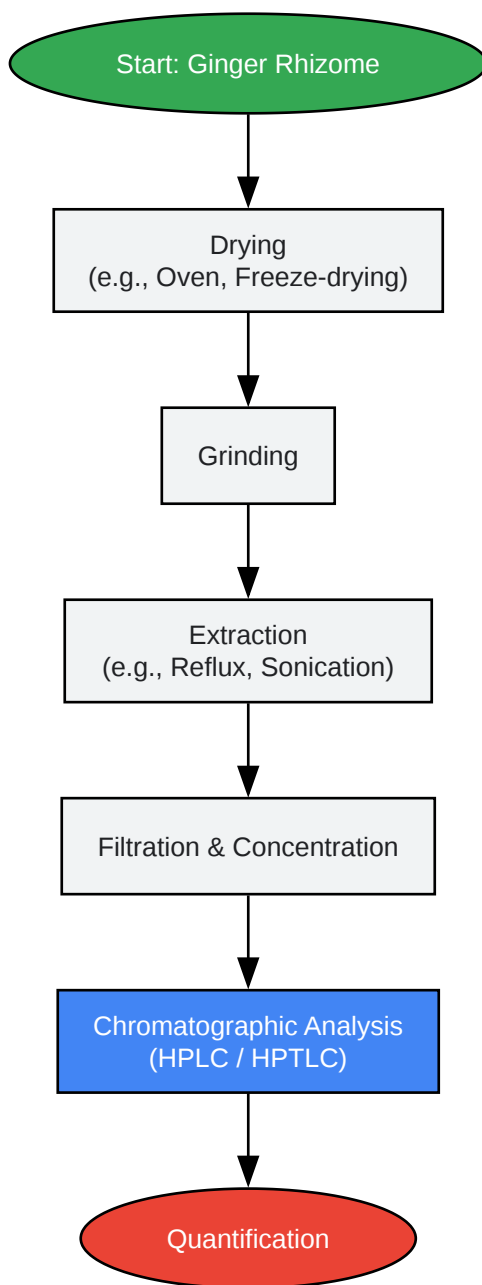 Start: Ginger Rhizome
Drying
(e.g., Oven, Freeze-drying)
Grinding
Extraction
(e.g., Reflux, Sonication)
Filtration & Concentration
Chromatographic Analysis
(HPLC / HPTLC)
Quantification